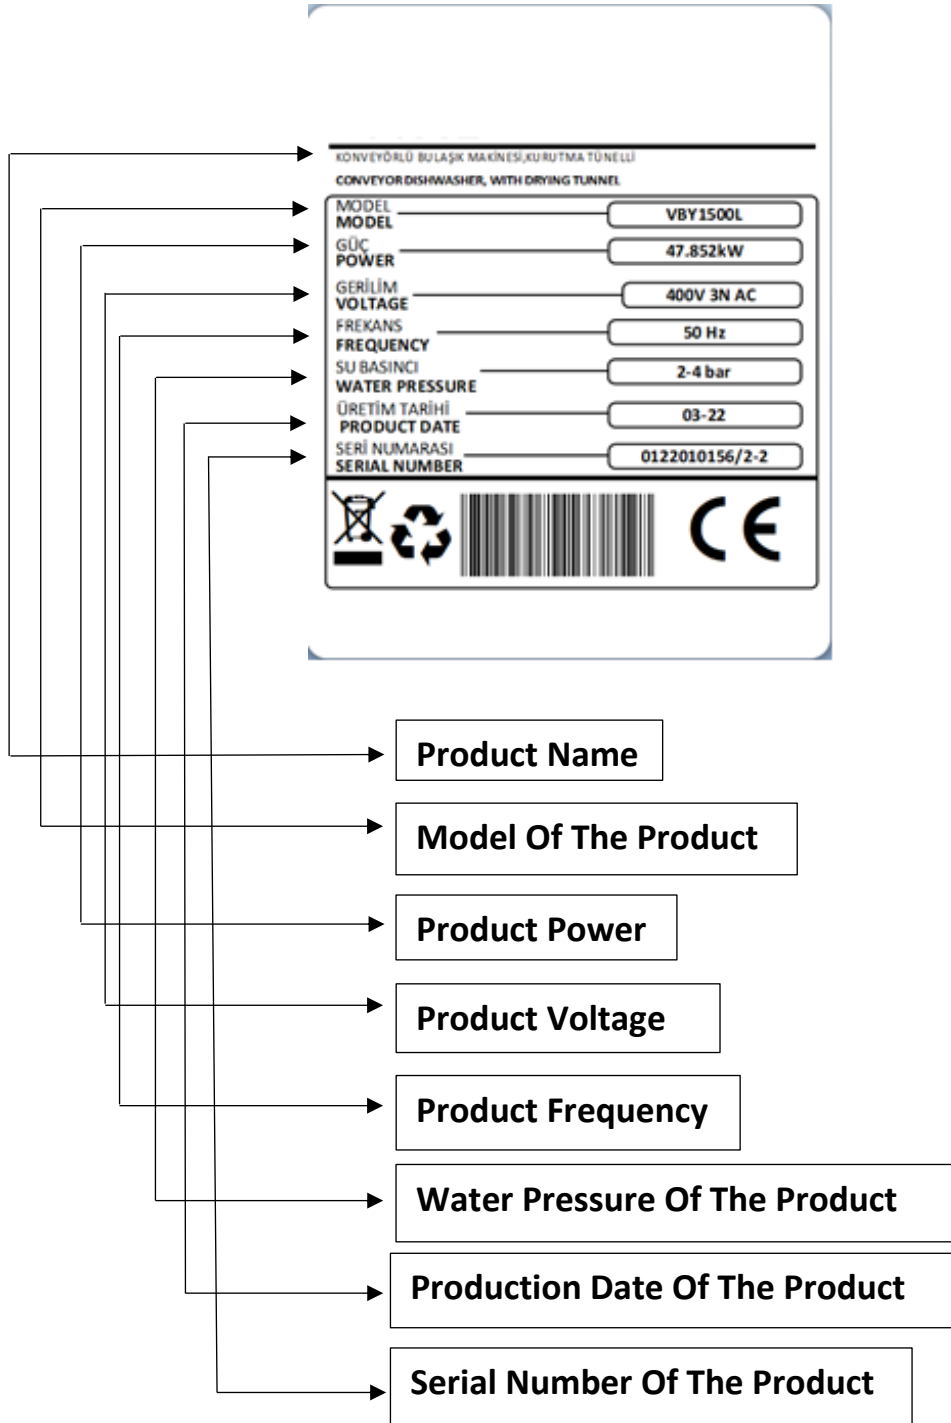 KONVEYÖRLÜ BULAŞIK MAKİNESİ,KURUTMA TÜNELLİ
CONVEYOR DISHWASHER, WITH DRYING TUNNEL
MODEL
MODEL
VBY1500L
GÜÇ
POWER
47.852kW
GERİLİM
VOLTAGE
400V 3N AC
FREKANS
FREQUENCY
50 Hz
SU BASINCI
WATER PRESSURE
2-4 bar
ÜRETİM TARİHİ
PRODUCT DATE
03-22
SERİ NUMARASI
SERIAL NUMBER
0122010156/2-2
CE
Product Name
Model Of The Product
Product Power
Product Voltage
Product Frequency
Water Pressure Of The Product
Production Date Of The Product
Serial Number Of The Product